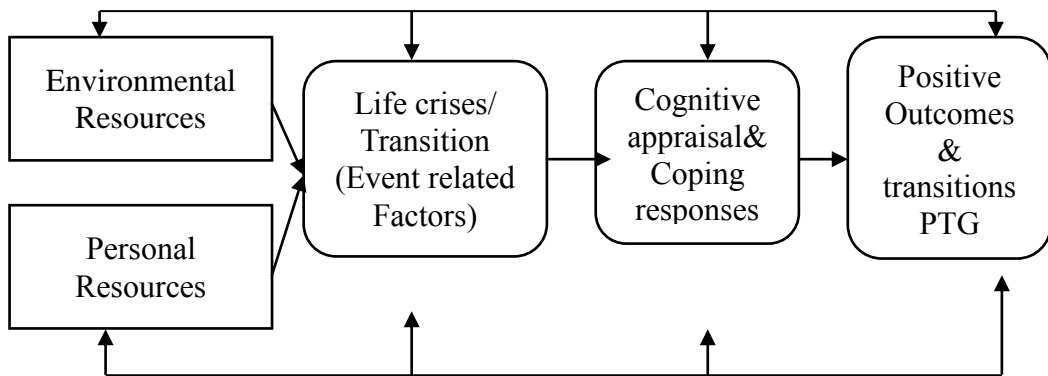 Environmental
Resources
Personal
Resources
Life crises/
Transition
(Event related
Factors)
Cognitive
appraisal&
Coping
responses
Positive
Outcomes
&
transitions
PTG